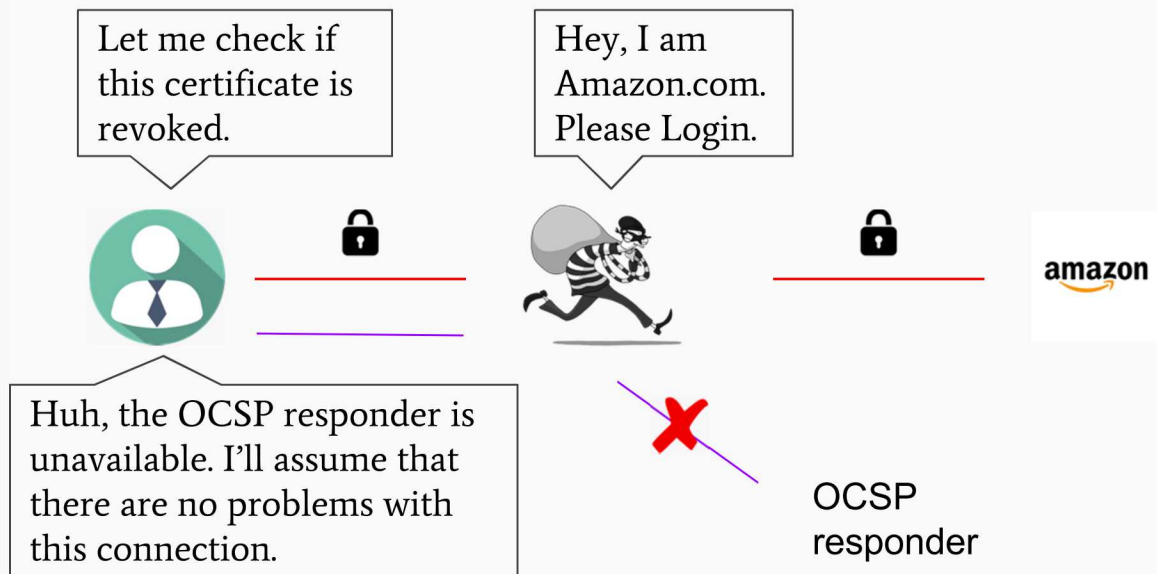 Let me check if
this certificate is
revoked.
Hey, I am
Amazon.com.
Please Login.
amazon
Huh, the OCSP responder is
unavailable. I’ll assume that
there are no problems with
this connection.
OCSP
responder